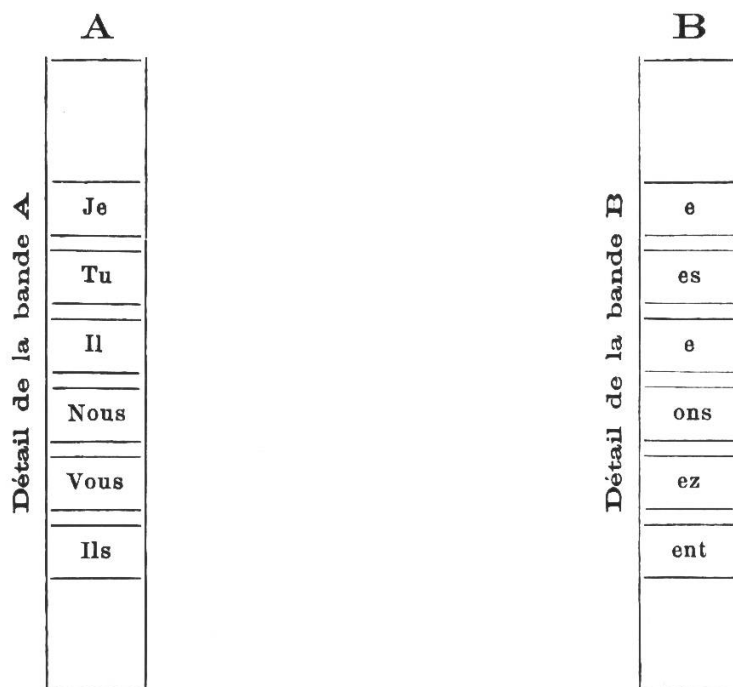 A
Détail de la bande A
Je
Tu
Il
Nous
Vous
Ils
B
Détail de la bande B
e
es
e
ons
ez
ent